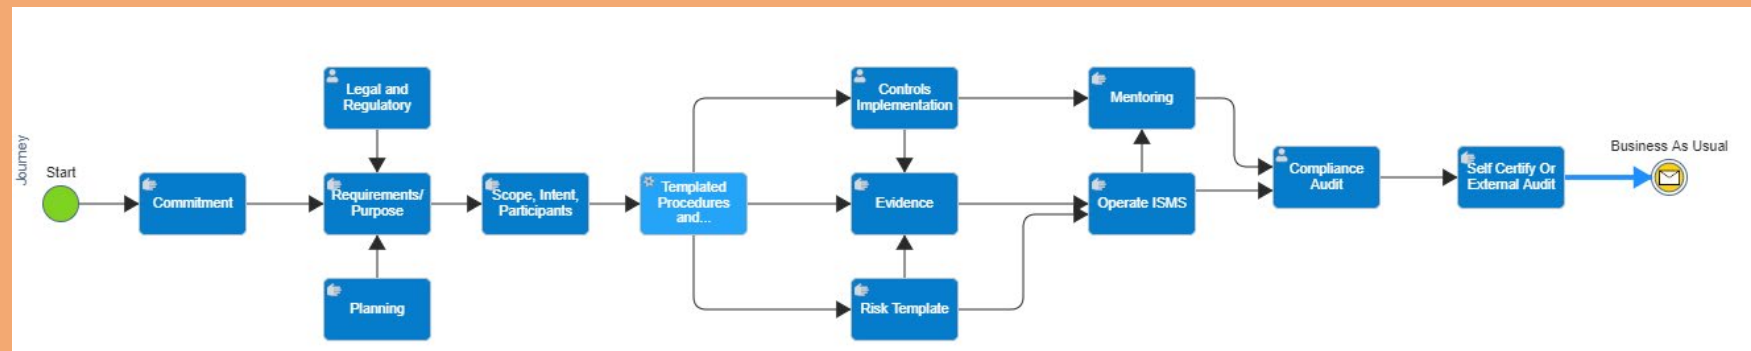 Journey
Start
Commitment
Legal and
Regulatory
Requirements/
Purpose
Planning
Scope, Intent,
Participants
Templated
Procedures
and...
Controls
Implementation
Evidence
Risk Template
Mentoring
Operate ISMS
Compliance
Audit
Self Certify Or
External Audit
Business As Usual